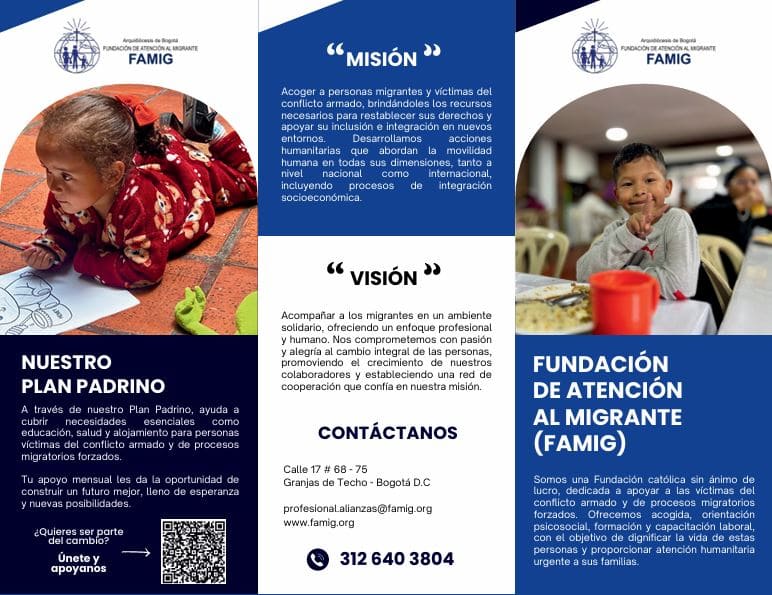 Arquidiócesis de Bogotá
FUNDACIÓN DE ATENCIÓN AL MIGRANTE
FAMIG
NUESTRO
PLAN PADRINO
A través de nuestro Plan Padrino, ayuda a
cubrir necesidades esenciales como
educación, salud y alojamiento para personas
víctimas del conflicto armado y de procesos
migratorios forzados.
Tu apoyo mensual les da la oportunidad de
construir un futuro mejor, lleno de esperanza
y nuevas posibilidades.
¿Quieres ser parte
del cambio?
Únete y
apoyanos
“MISIÓN”
Acoger a personas migrantes y víctimas del
conflicto armado, brindándoles los recursos
necesarios para restablecer sus derechos y
apoyar su inclusión e integración en nuevos
entornos. Desarrollamos acciones
humanitarias que abordan la movilidad
humana en todas sus dimensiones, tanto a
nivel nacional como internacional,
incluyendo procesos de integración
socioeconómica.
“VISIÓN”
Acompañar a los migrantes en un ambiente
solidario, ofreciendo un enfoque profesional
y humano. Nos comprometemos con pasión
y alegría al cambio integral de las personas,
promoviendo el crecimiento de nuestros
colaboradores y estableciendo una red de
cooperación que confía en nuestra misión.
CONTÁCTANOS
Calle 17 # 68 - 75
Granjas de Techo - Bogotá D.C
profesional.alianzas@famig.org
www.famig.org
312 640 3804
Arquidiócesis de Bogotá
FUNDACIÓN DE ATENCIÓN AL MIGRANTE
FAMIG
FUNDACIÓN
DE ATENCIÓN
AL MIGRANTE
(FAMIG)
Somos una Fundación católica sin ánimo de
lucro, dedicada a apoyar a las víctimas del
conflicto armado y de procesos migratorios
forzados. Ofrecemos acogida, orientación
psicosocial, formación y capacitación laboral,
con el objetivo de dignificar la vida de estas
personas y proporcionar atención humanitaria
urgente a sus familias.